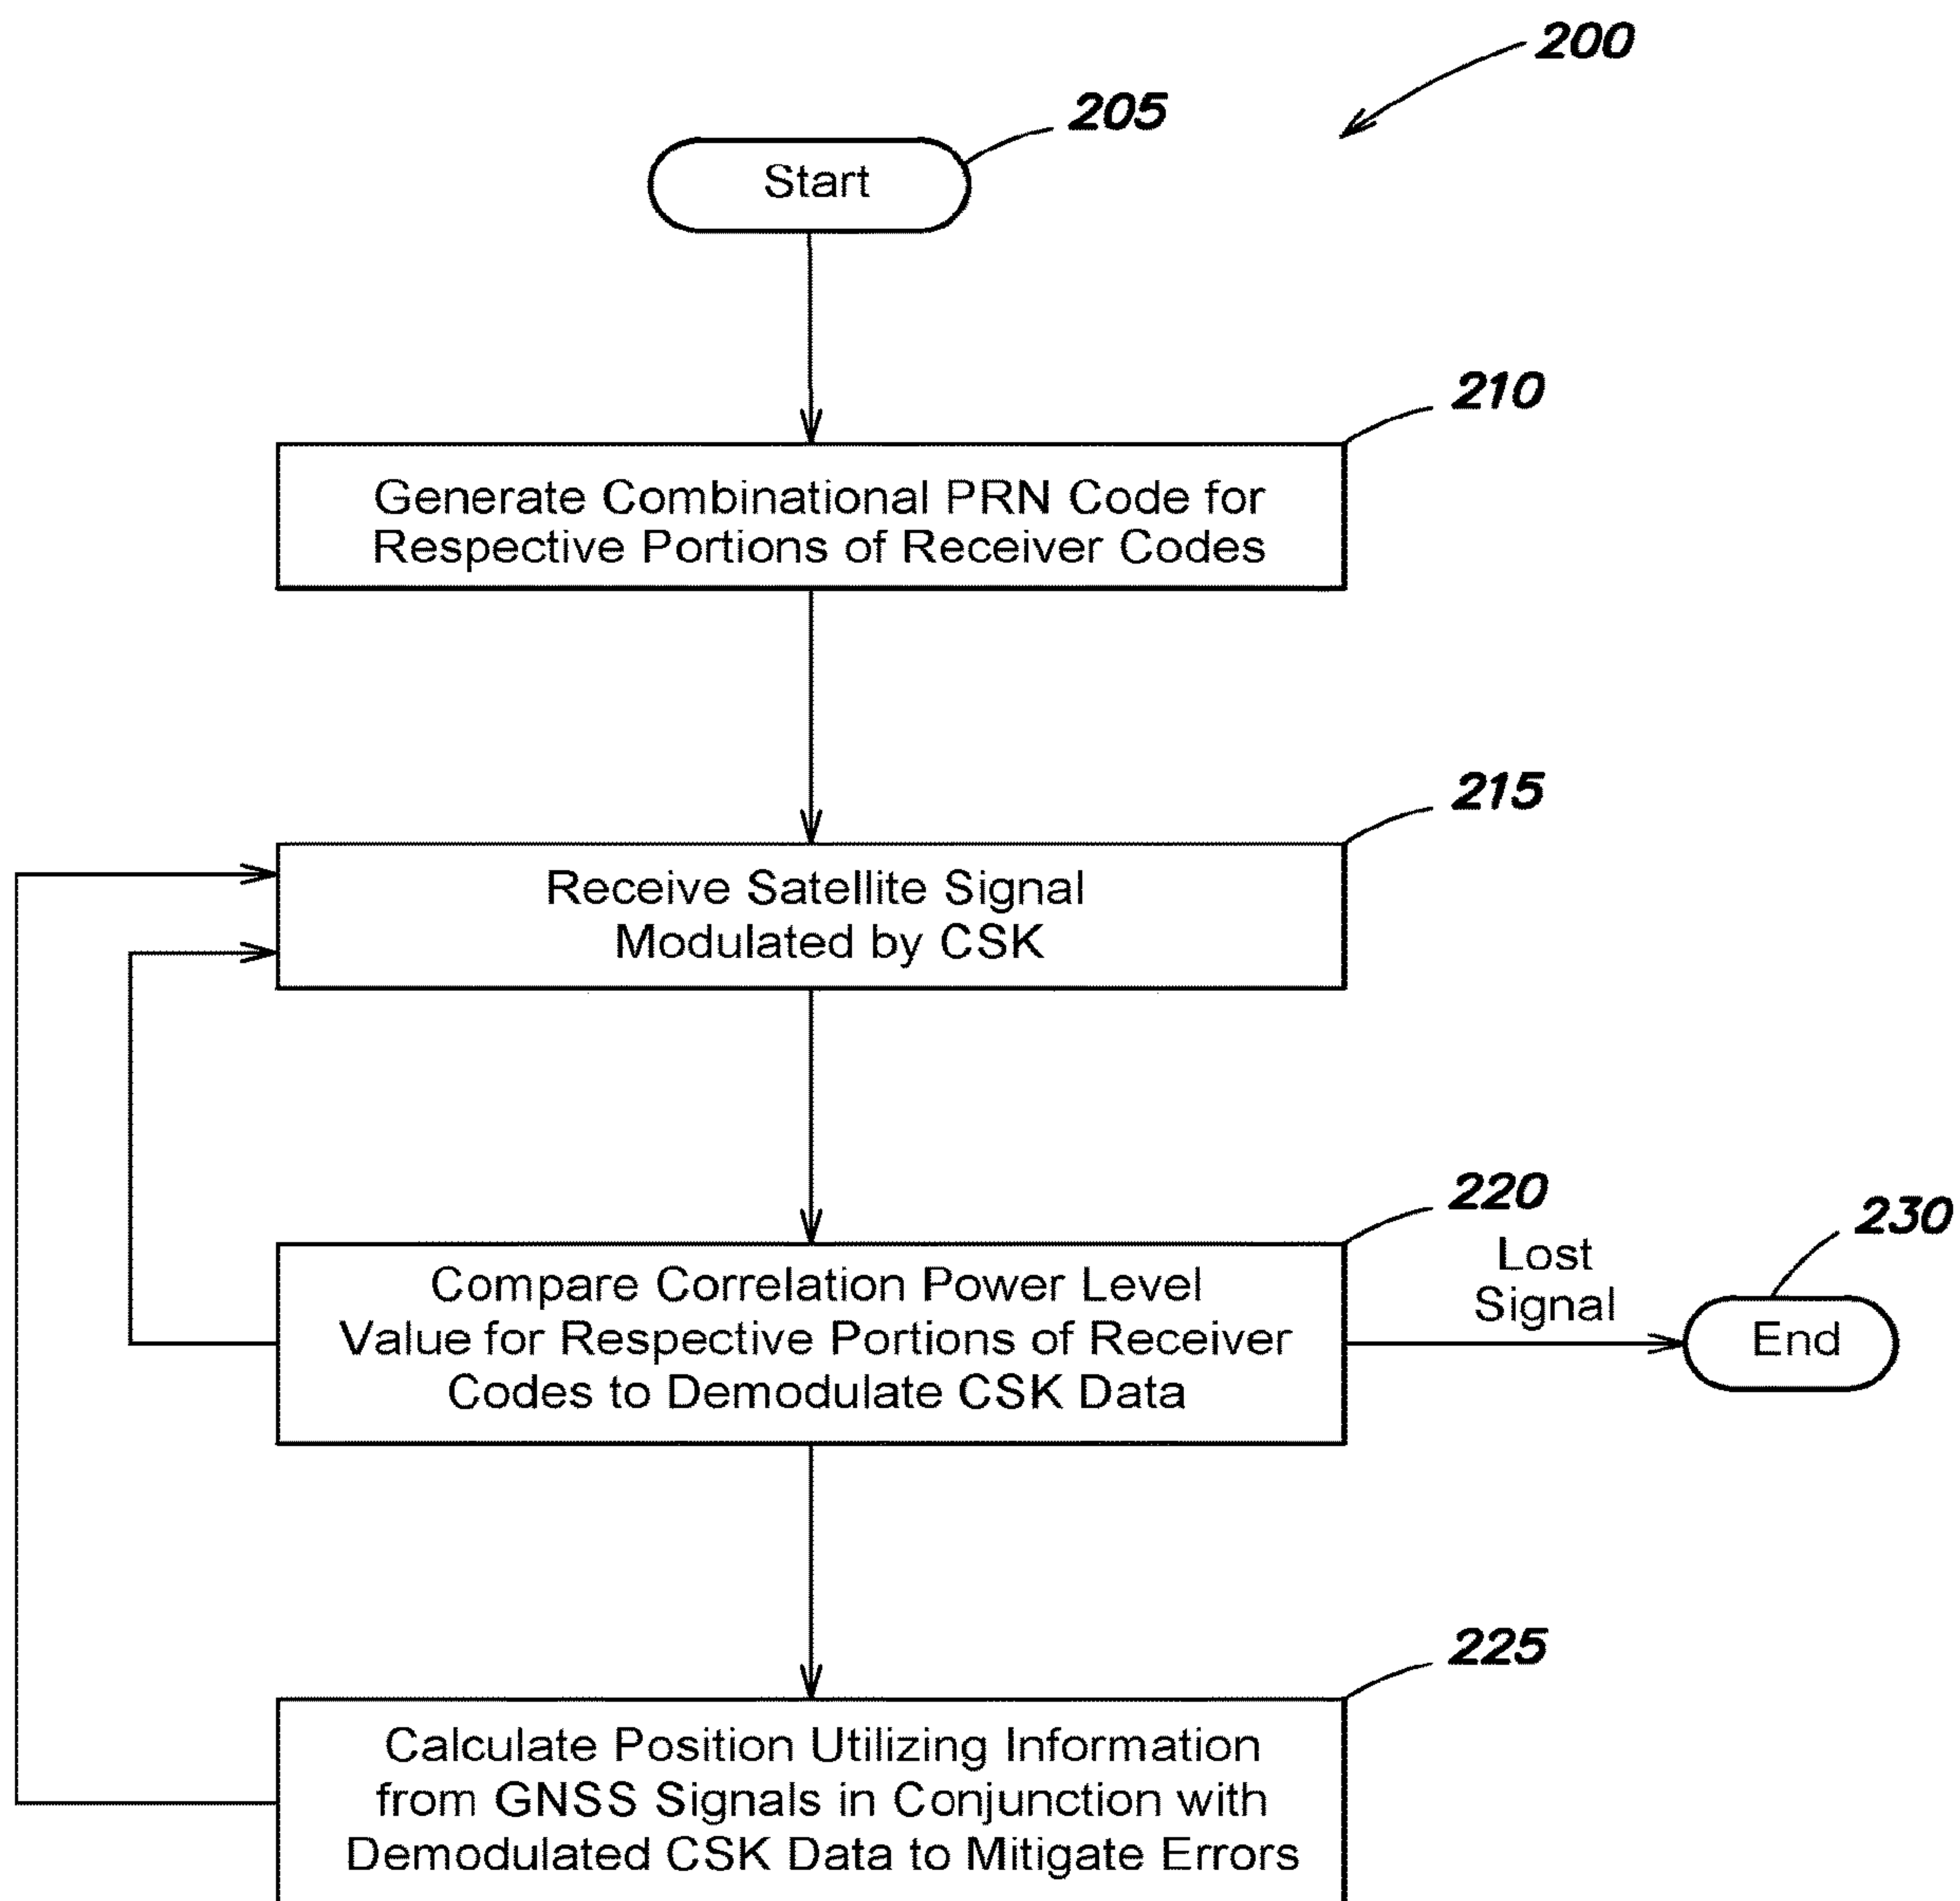 200
205
Start
210
Generate Combinational PRN Code for
Respective Portions of Receiver Codes
215
Receive Satellite Signal
Modulated by CSK
220
230
Lost
Signal
Compare Correlation Power Level
Value for Respective Portions of Receiver
Codes to Demodulate CSK Data
End
225
Calculate Position Utilizing Information
from GNSS Signals in Conjunction with
Demodulated CSK Data to Mitigate Errors